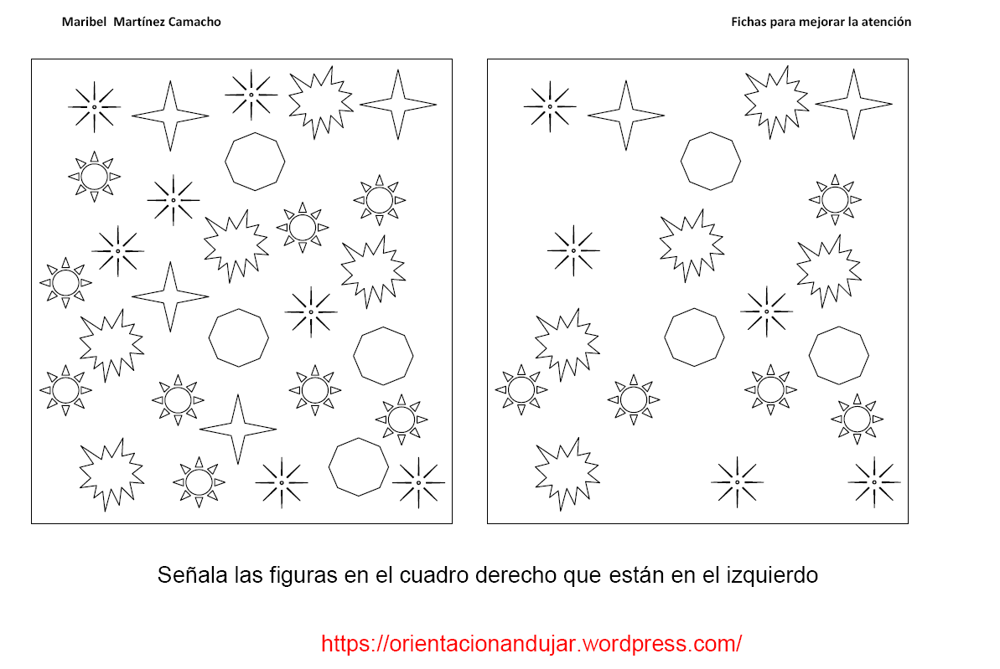 Maribel  Martínez Camacho
Fichas para mejorar la atención
Señala las figuras en el cuadro derecho que están en el izquierdo
https://orientacionandujar.wordpress.com/